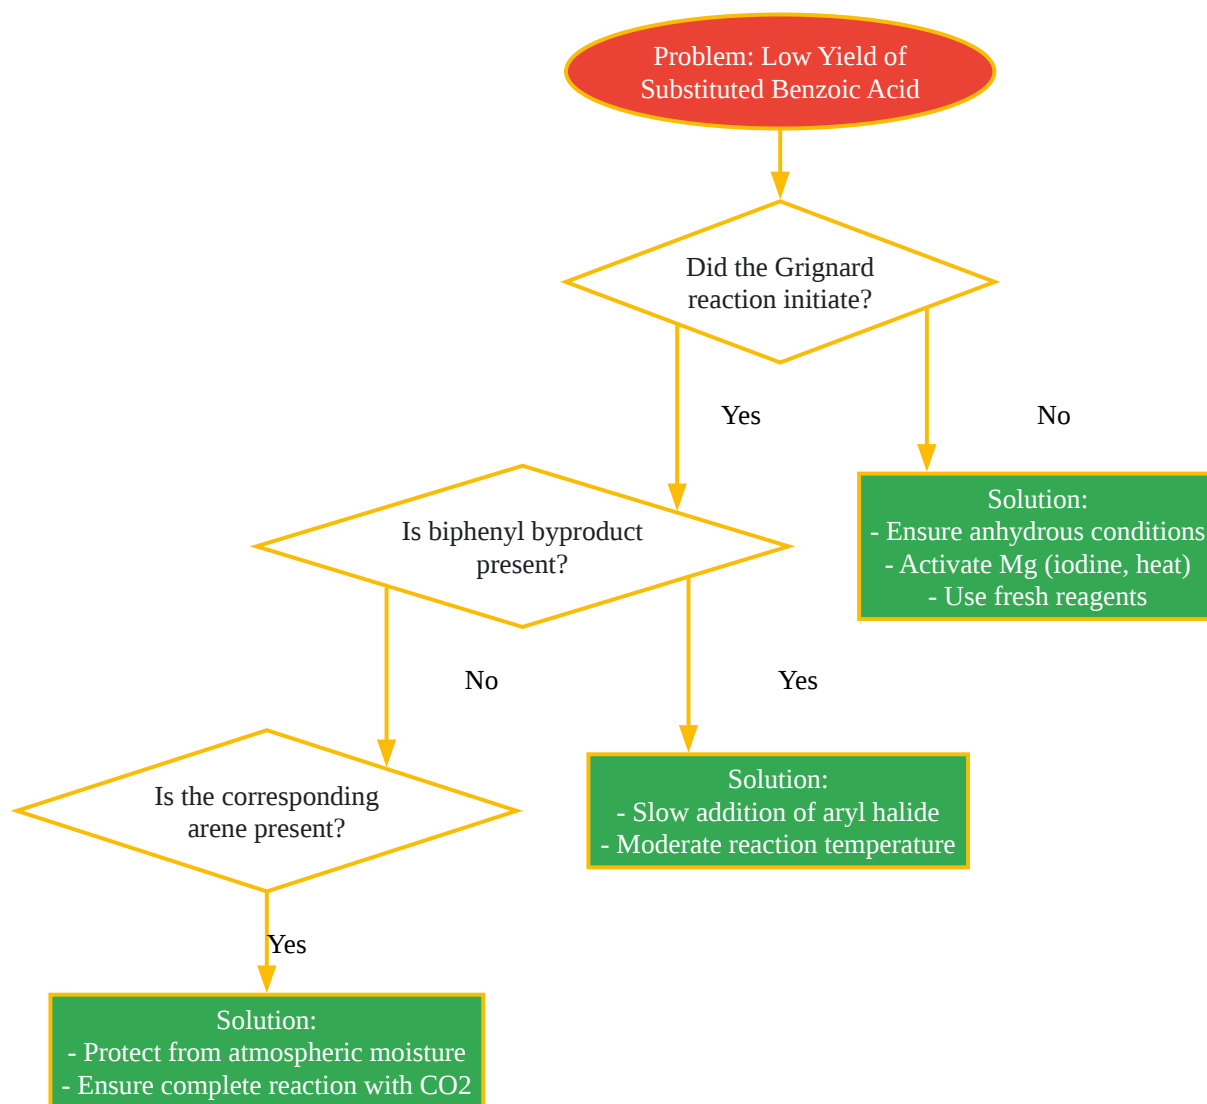 Problem: Low Yield of
Substituted Benzoic Acid
Did the Grignard
reaction initiate?
Yes
No
Is biphenyl byproduct
present?
Solution:
- Ensure anhydrous conditions
- Activate Mg (iodine, heat)
- Use fresh reagents
No
Yes
Is the corresponding
arene present?
Solution:
- Slow addition of aryl halide
- Moderate reaction temperature
Yes
Solution:
- Protect from atmospheric moisture
- Ensure complete reaction with CO2